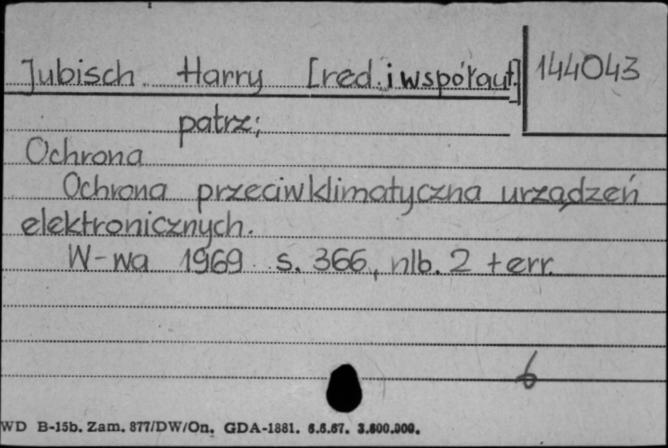 Jubisch Harry [red. i współaut.] 144043
patrz;
Ochrona
Ochrona przeciwklimatyczna urządzeń
elektronicznych.
W-wa 1969 s. 366, nlb. 2 + err.
6
WD B-15b. Zam. 877/DW/On. GDA-1881. 6.6.67. 3.600.000.